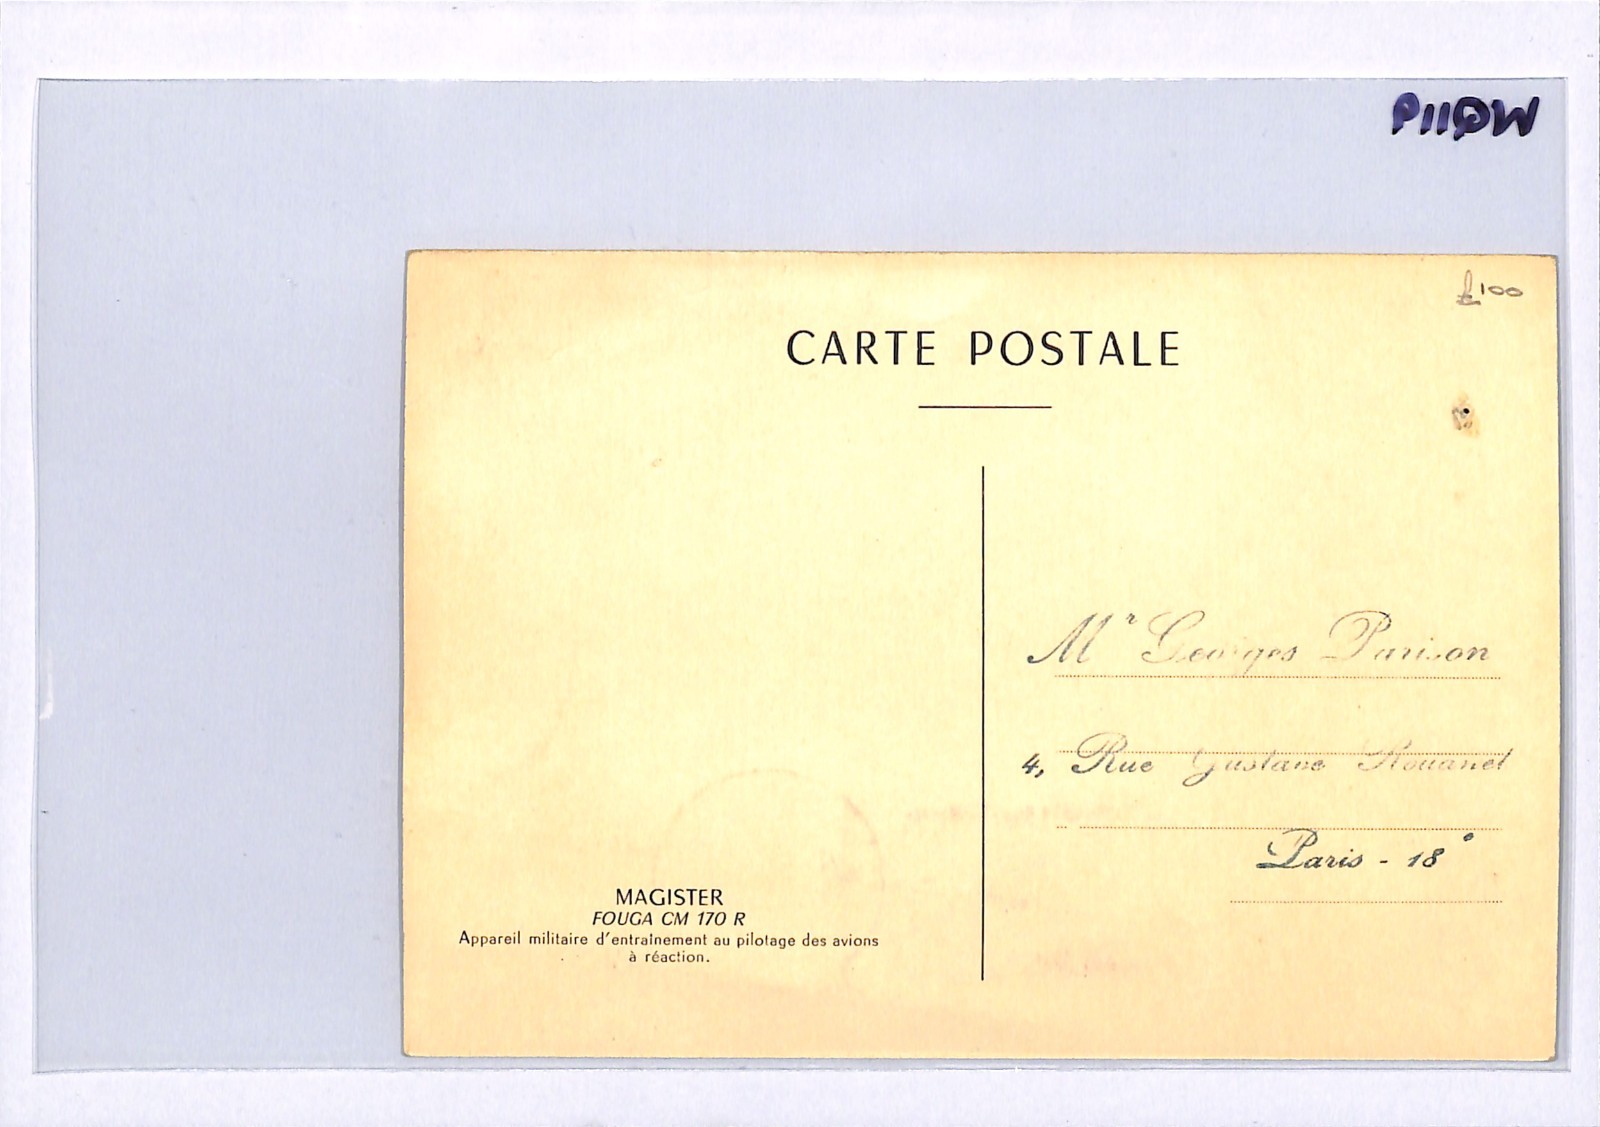 P11QW
£100
CARTE POSTALE
Mr Georges Parison
4, Rue Gustave Rouanet
Paris - 18e
MAGISTER
FOUGA CM 170 R
Appareil militaire d'entraînement au pilotage des avions
à réaction.